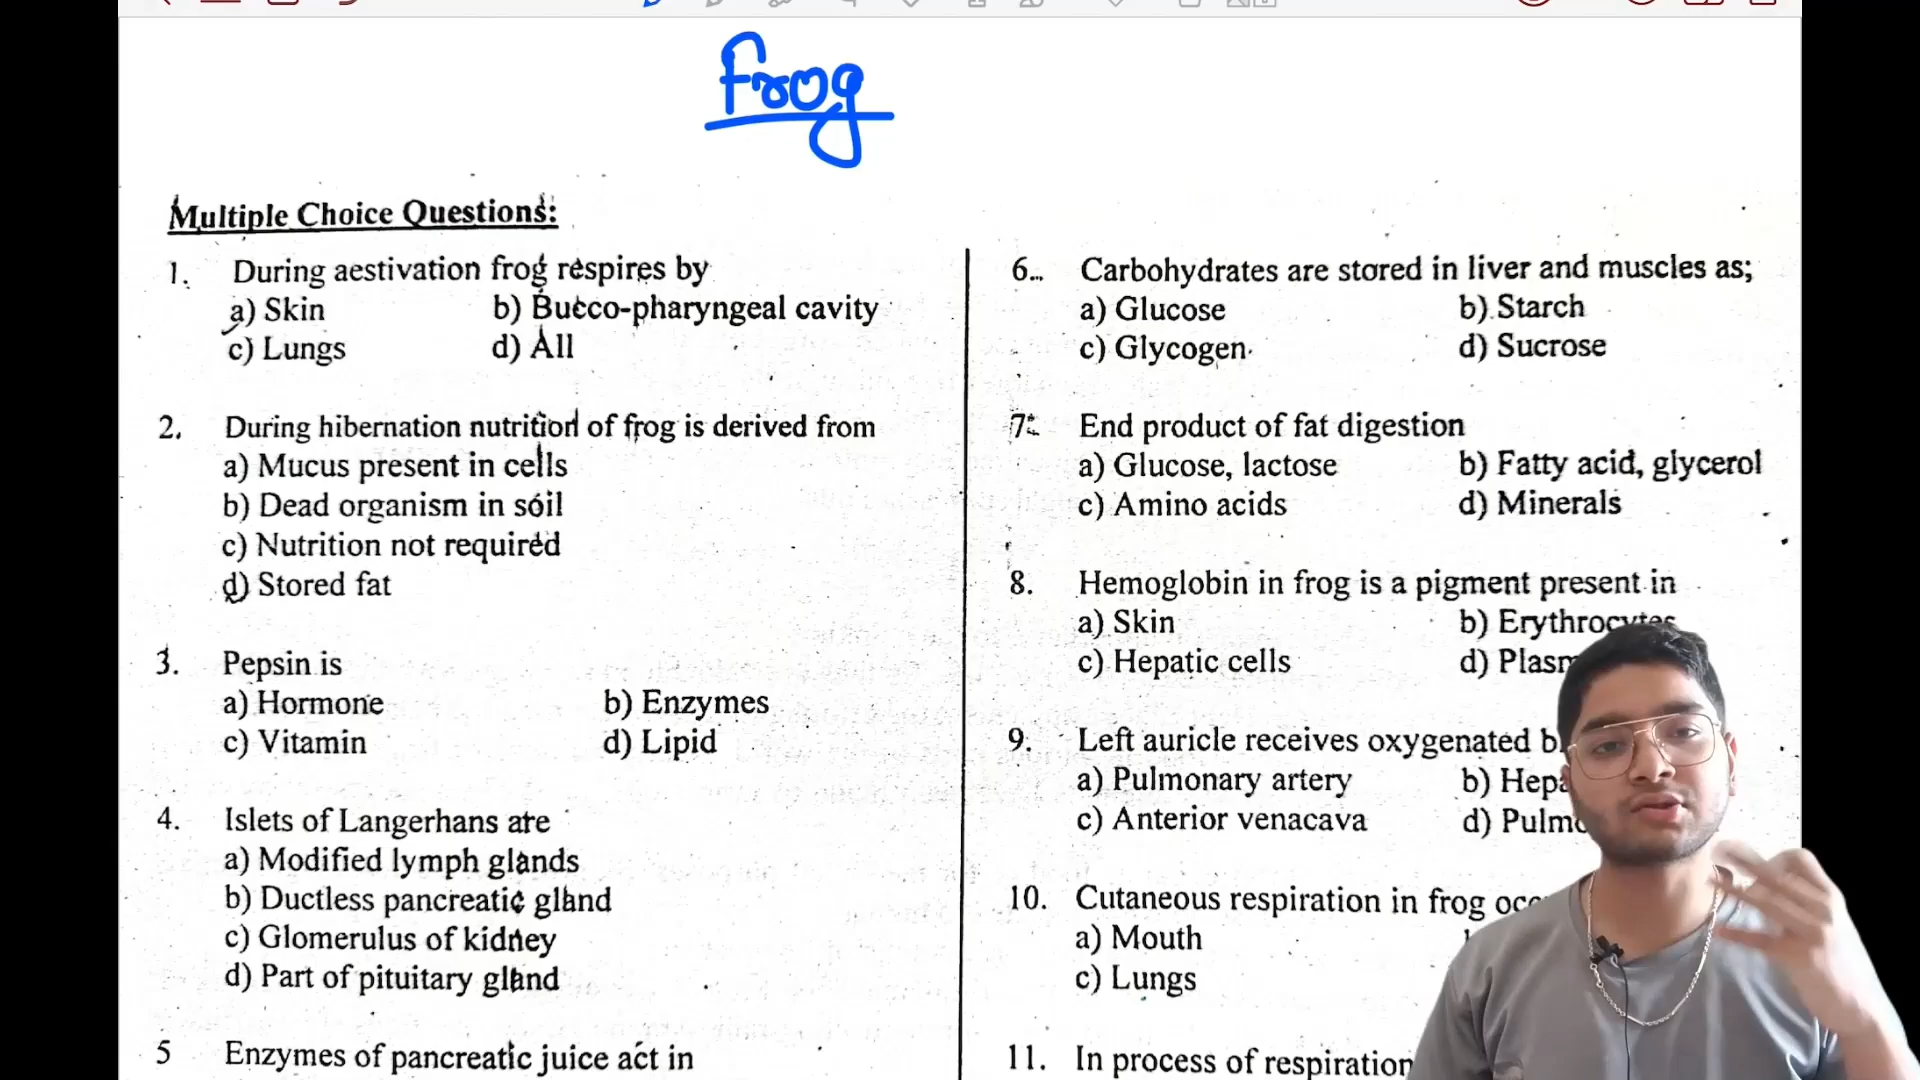 Frog
Multiple Choice Questions:
1. During aestivation frog respires by
a) Skin b) Bucco-pharyngeal cavity
c) Lungs d) All
2. During hibernation nutrition of frog is derived from
a) Mucus present in cells
b) Dead organism in soil
c) Nutrition not required
d) Stored fat
3. Pepsin is
a) Hormone b) Enzymes
c) Vitamin d) Lipid
4. Islets of Langerhans are
a) Modified lymph glands
b) Ductless pancreatic gland
c) Glomerulus of kidney
d) Part of pituitary gland
5 Enzymes of pancreatic juice act in
6. Carbohydrates are stored in liver and muscles as;
a) Glucose b) Starch
c) Glycogen d) Sucrose
7. End product of fat digestion
a) Glucose, lactose b) Fatty acid, glycerol
c) Amino acids d) Minerals
8. Hemoglobin in frog is a pigment present in
a) Skin b) Erythrocytes
c) Hepatic cells d)
9. Left auricle receives oxygenated
a) Pulmonary artery b)
c) Anterior venacava d)
10. Cutaneous respiration in frog
a) Mouth
c) Lungs
11. In process of respiration